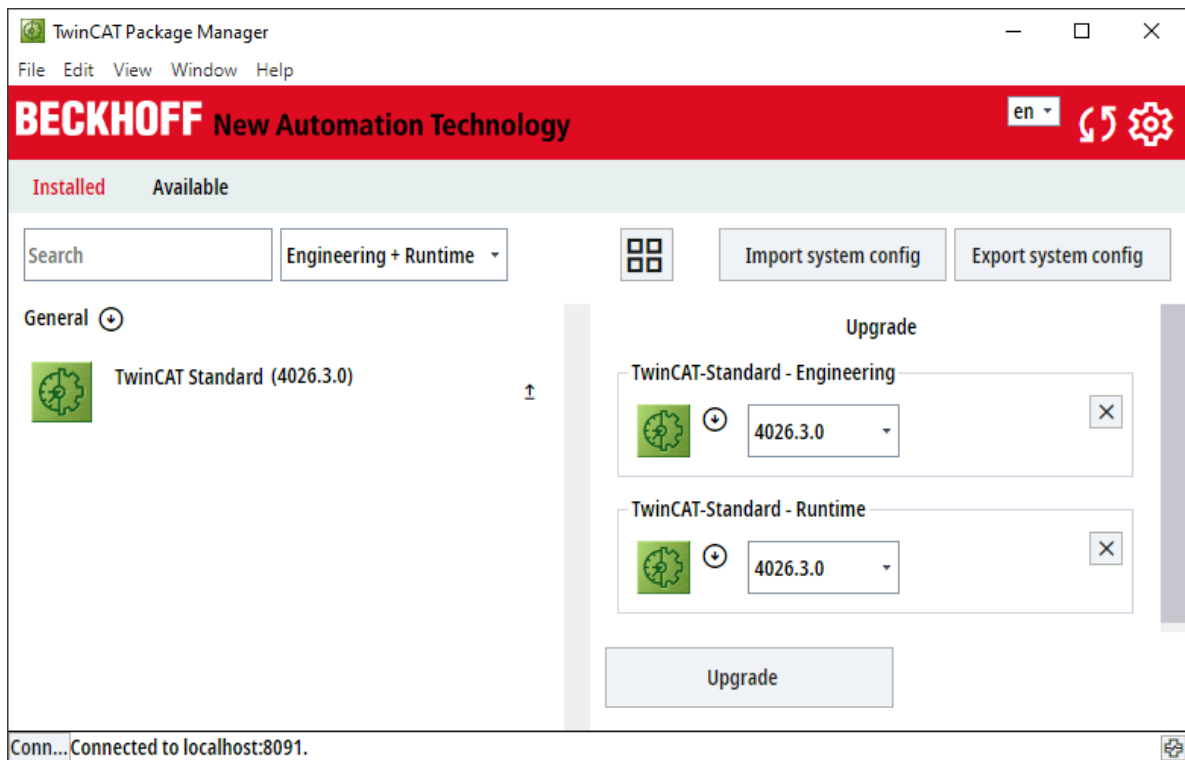 TwinCAT Package Manager
File Edit View Window Help
BECKHOFF New Automation Technology
en
Installed Available
Search
Engineering + Runtime
Import system config
Export system config
General
Upgrade
TwinCAT Standard (4026.3.0)
TwinCAT-Standard - Engineering
4026.3.0
TwinCAT-Standard - Runtime
4026.3.0
Upgrade
Conn... Connected to localhost:8091.